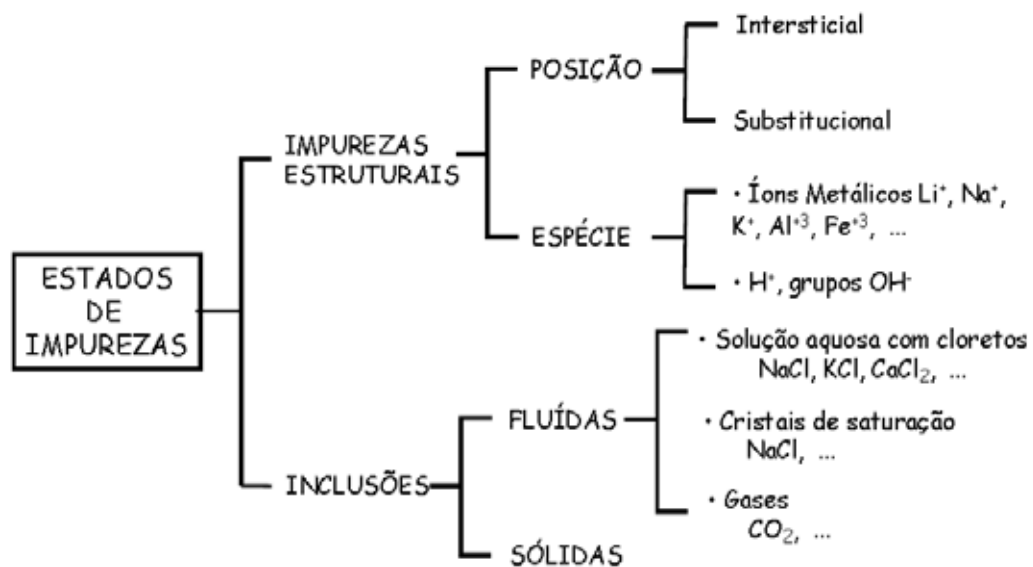 ESTADOS
DE
IMPUREZAS
IMPUREZAS
ESTRUTURAIS
POSIÇÃO
Intersticial
Substitucional
ESPÉCIE
· Íons Metálicos Li⁺, Na⁺,
K⁺, Al⁺³, Fe⁺³, ...
· H⁺, grupos OH⁻
INCLUSÕES
FLUÍDAS
· Solução aquosa com cloretos
NaCl, KCl, CaCl₂, ...
· Cristais de saturação
NaCl, ...
· Gases
CO₂, ...
SÓLIDAS